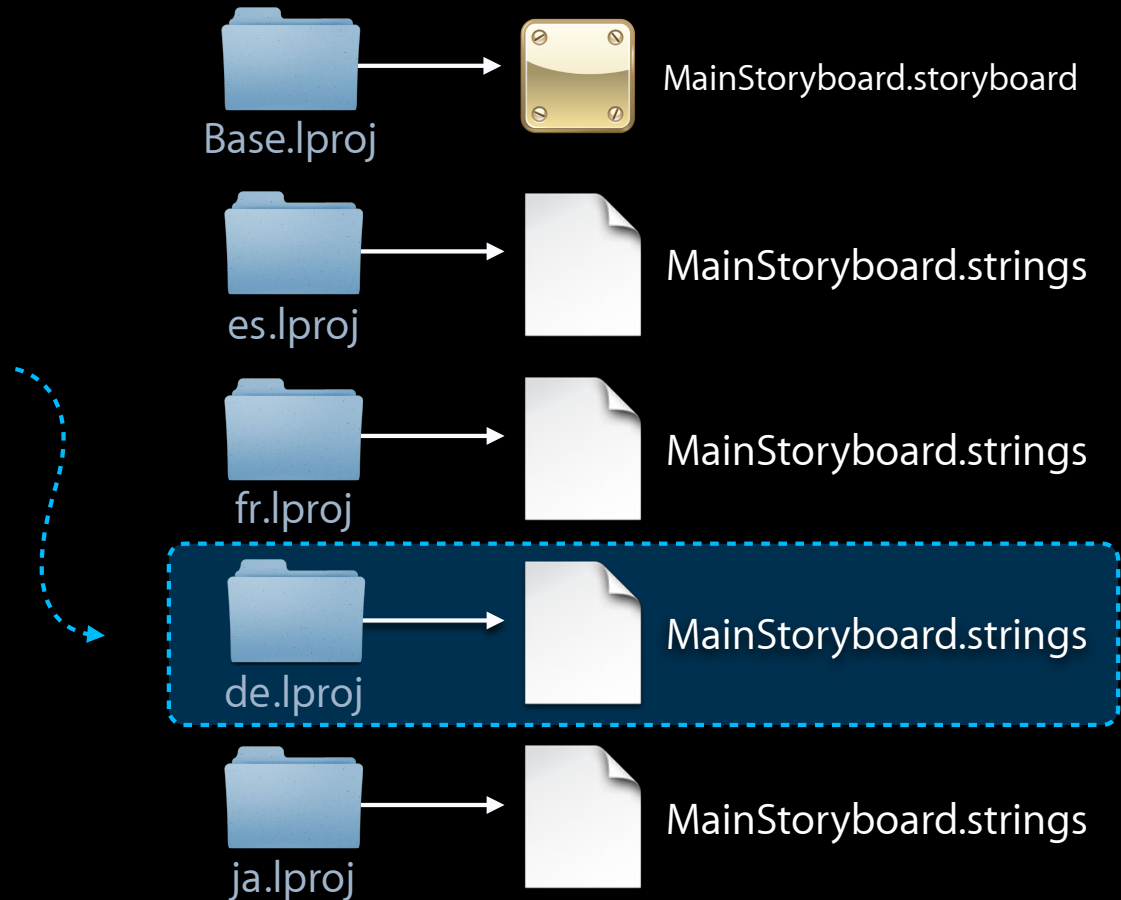 MainStoryboard.storyboard
Base.lproj
MainStoryboard.strings
es.lproj
MainStoryboard.strings
fr.lproj
MainStoryboard.strings
de.lproj
MainStoryboard.strings
ja.lproj